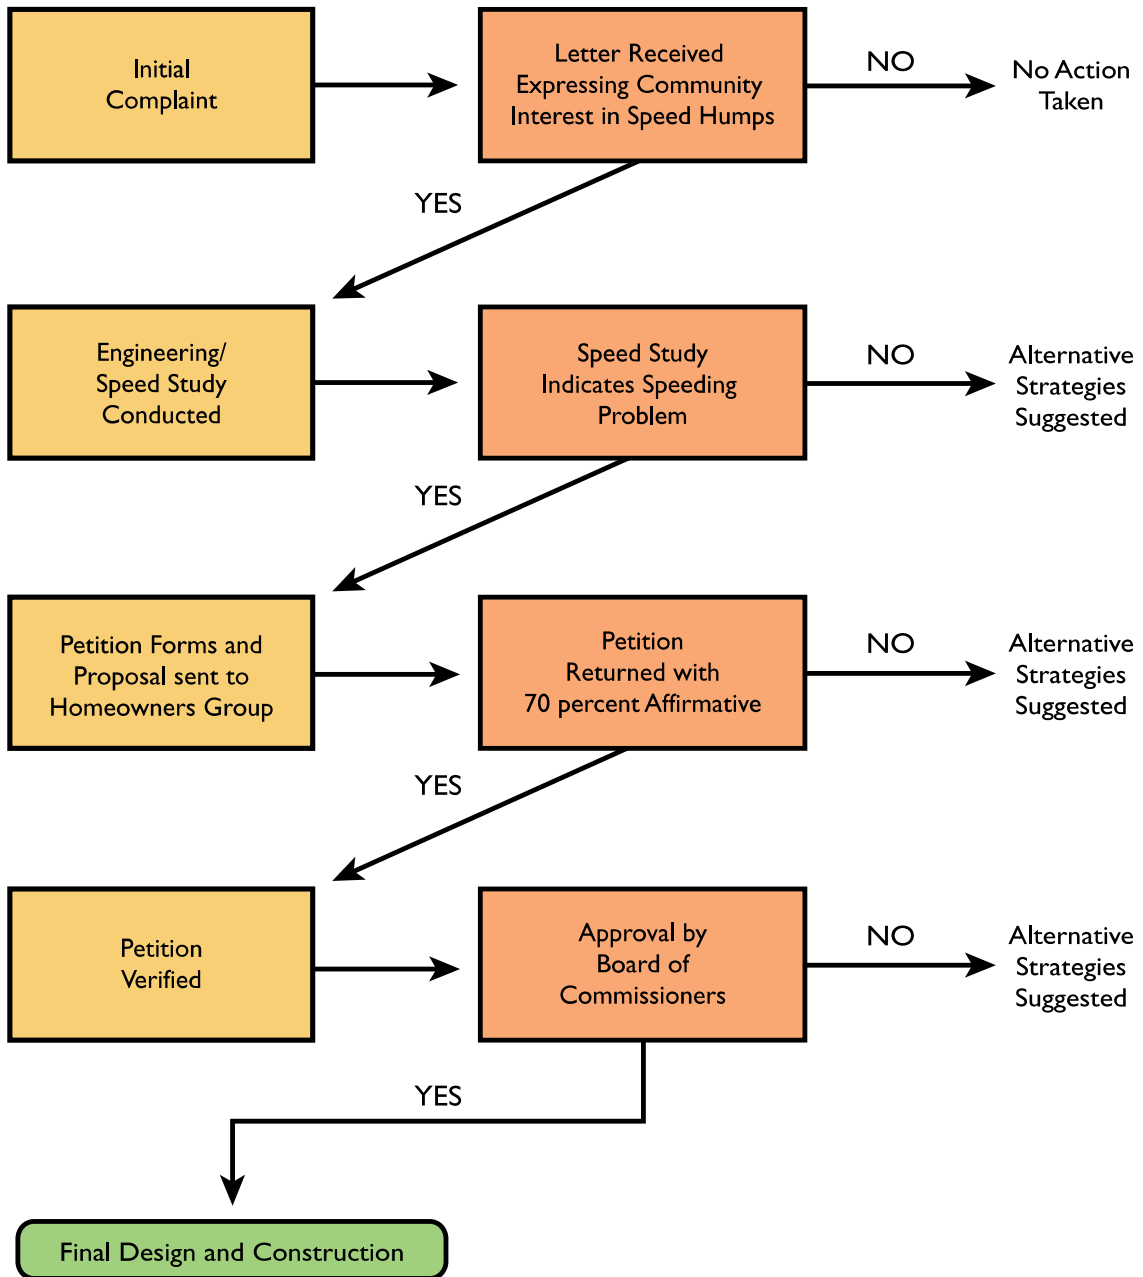 Initial
Complaint
Letter Received
Expressing Community
Interest in Speed Humps
NO
No Action
Taken
YES
Engineering/
Speed Study
Conducted
Speed Study
Indicates Speeding
Problem
NO
Alternative
Strategies
Suggested
YES
Petition Forms and
Proposal sent to
Homeowners Group
Petition
Returned with
70 percent Affirmative
NO
Alternative
Strategies
Suggested
YES
Petition
Verified
Approval by
Board of
Commissioners
NO
Alternative
Strategies
Suggested
YES
Final Design and Construction